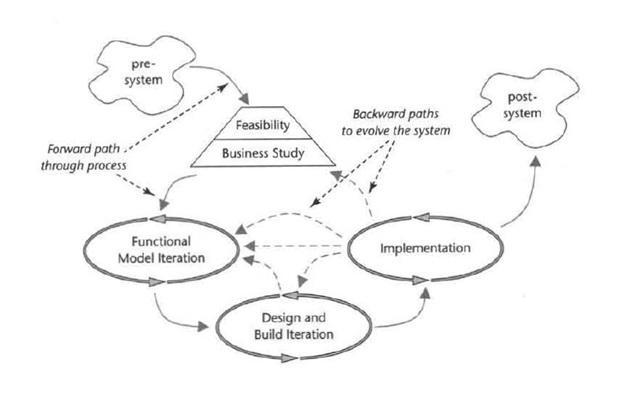 pre-
system
post-
system
Feasibility
Business Study
Backward paths
to evolve the system
Forward path
through process
Functional
Model Iteration
Implementation
Design and
Build Iteration